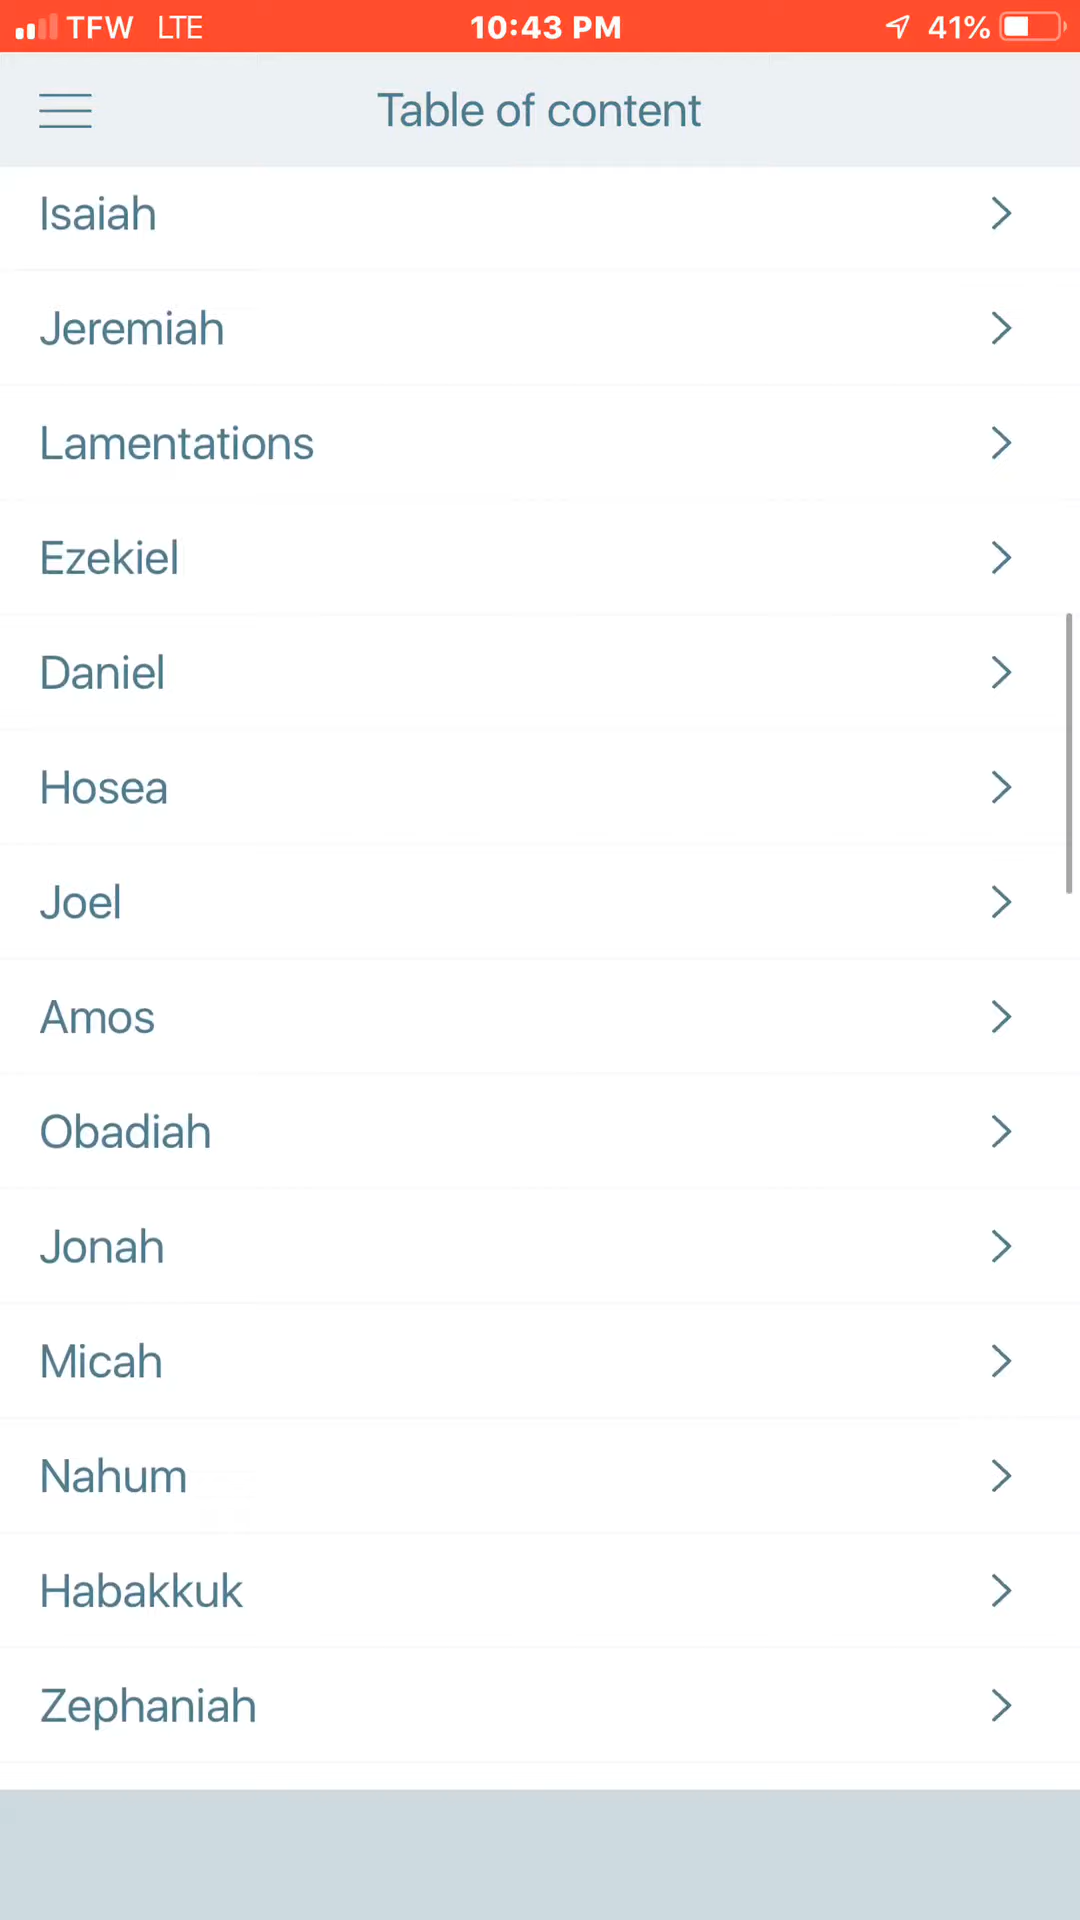 TFW LTE 10:43 PM 41%
Table of content
Isaiah
Jeremiah
Lamentations
Ezekiel
Daniel
Hosea
Joel
Amos
Obadiah
Jonah
Micah
Nahum
Habakkuk
Zephaniah